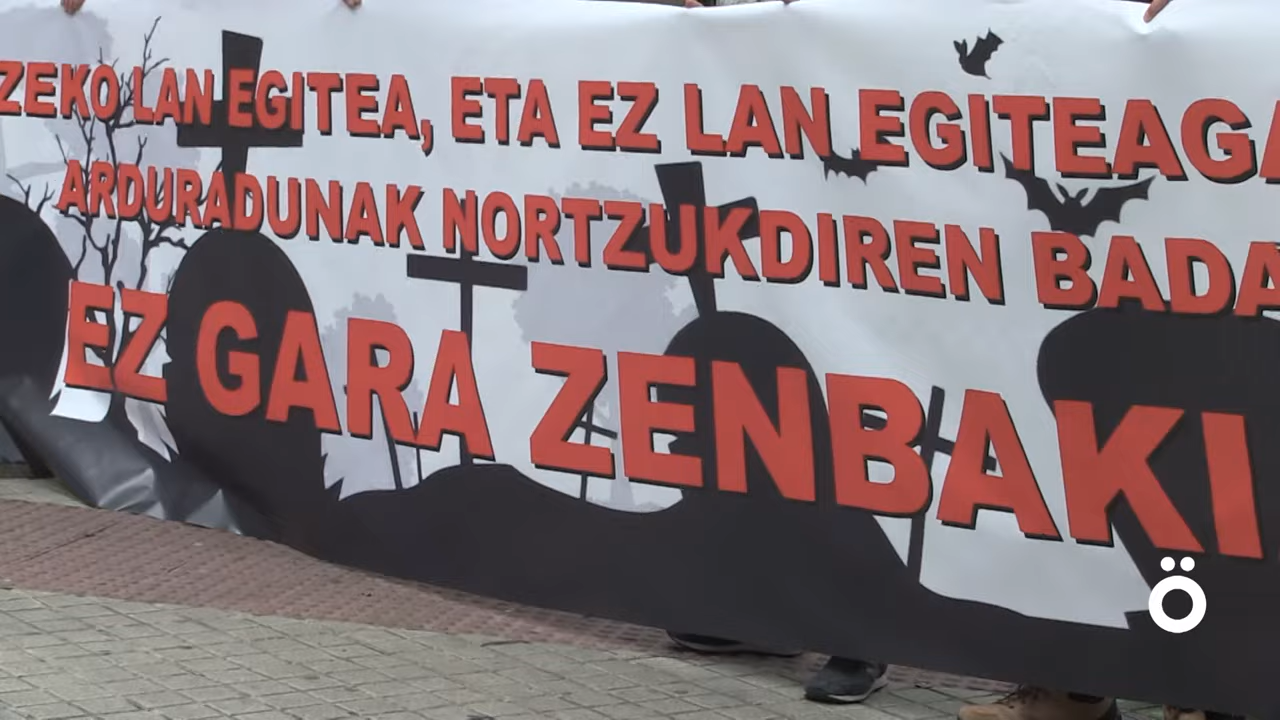 ZEKO LAN EGITEA, ETA EZ LAN EGITEAGA
ARDURADUNAK NORTZUKDIREN BADA
EZ GARA ZENBAKI
Ö